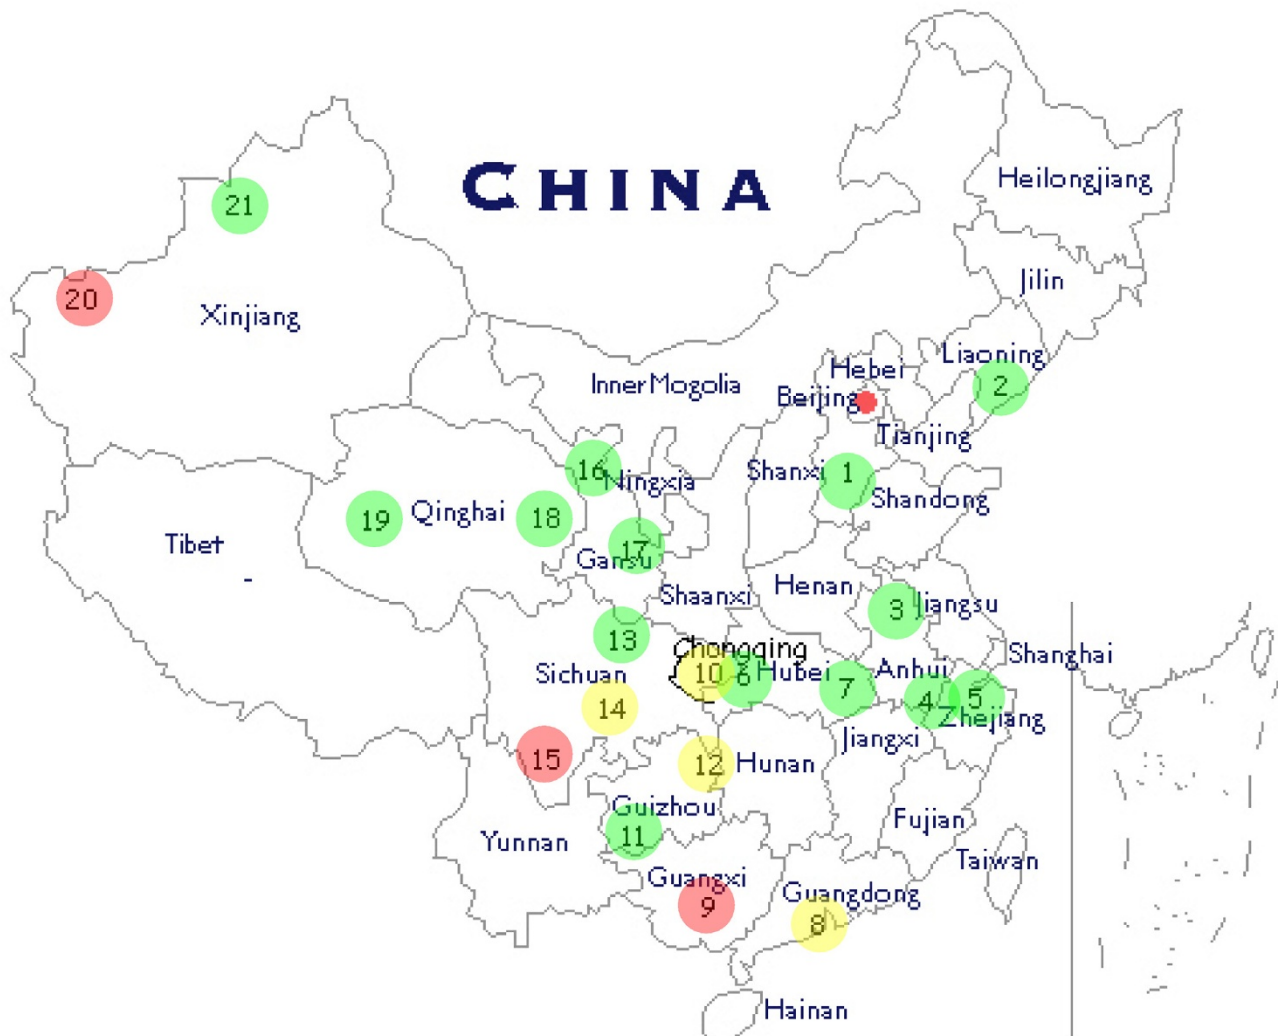 CHINA
Heilongjiang
21
Jilin
20
Xinjiang
Liaoning
Hebei
2
Inner Mogolia
Beijing
Tianjing
16
Ningxia
Shanxi
1
Shandong
19
Qinghai
18
Tibet
17
Gansu
Henan
Shaanxi
3
Jiangsu
13
Chongqing
Shanghai
Sichuan
10
6
Hubei
7
Anhui
4
5
Zhejiang
14
15
12
Hunan
Jiangxi
Guizhou
11
Yunnan
Fujian
Taiwan
Guangxi
9
Guangdong
8
Hainan